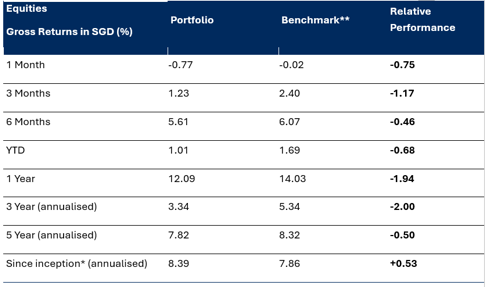 Equities
Gross Returns in SGD (%) Portfolio Benchmark** Relative Performance
1 Month -0.77 -0.02 -0.75
3 Months 1.23 2.40 -1.17
6 Months 5.61 6.07 -0.46
YTD 1.01 1.69 -0.68
1 Year 12.09 14.03 -1.94
3 Year (annualised) 3.34 5.34 -2.00
5 Year (annualised) 7.82 8.32 -0.50
Since inception* (annualised) 8.39 7.86 +0.53